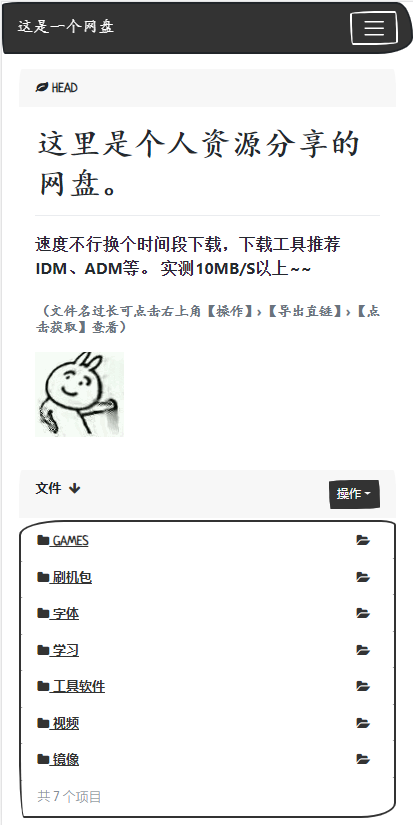 这是一个网盘
HEAD
这里是个人资源分享的
网盘。
速度不行换个时间段下载，下载工具推荐
IDM、ADM等。 实测10MB/S以上~~
（文件名过长可点击右上角【操作】›【导出直链】›【点
击获取】查看）
文件
操作
GAMES
刷机包
字体
学习
工具软件
视频
镜像
共 7 个项目